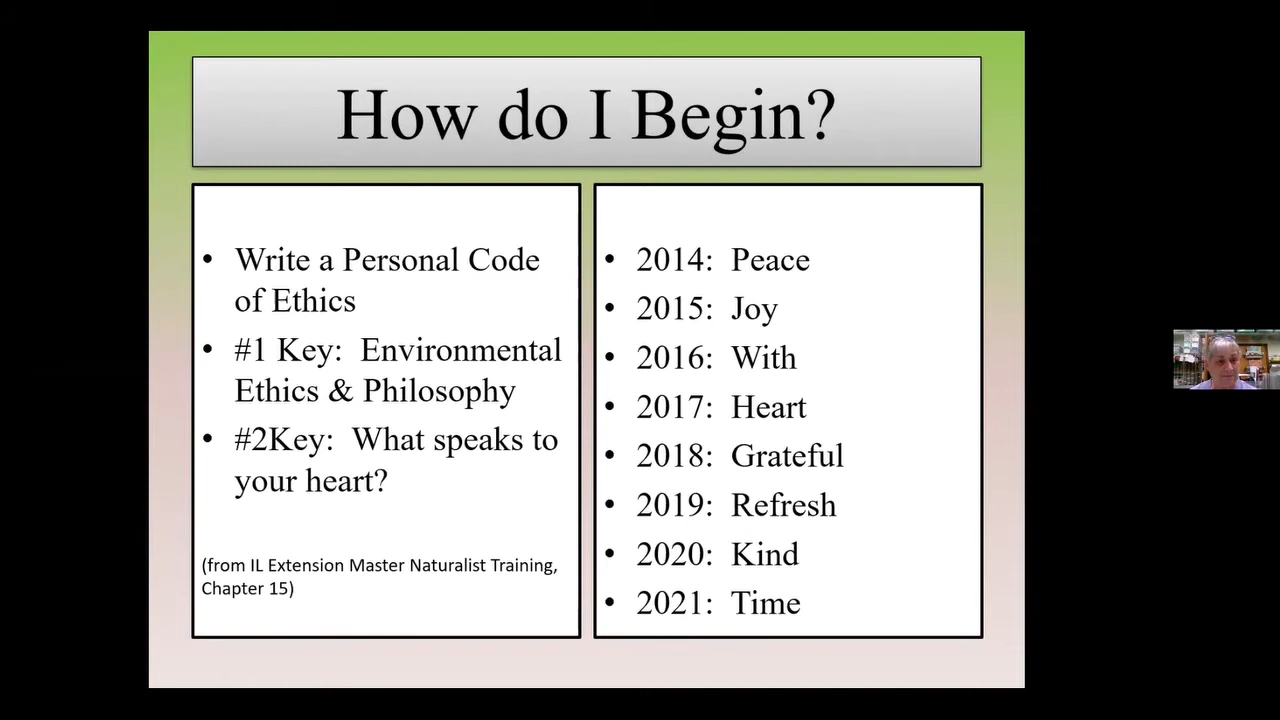 How do I Begin?
• Write a Personal Code
of Ethics
• #1 Key: Environmental
Ethics & Philosophy
• #2Key: What speaks to
your heart?
(from IL Extension Master Naturalist Training,
Chapter 15)
• 2014: Peace
• 2015: Joy
• 2016: With
• 2017: Heart
• 2018: Grateful
• 2019: Refresh
• 2020: Kind
• 2021: Time